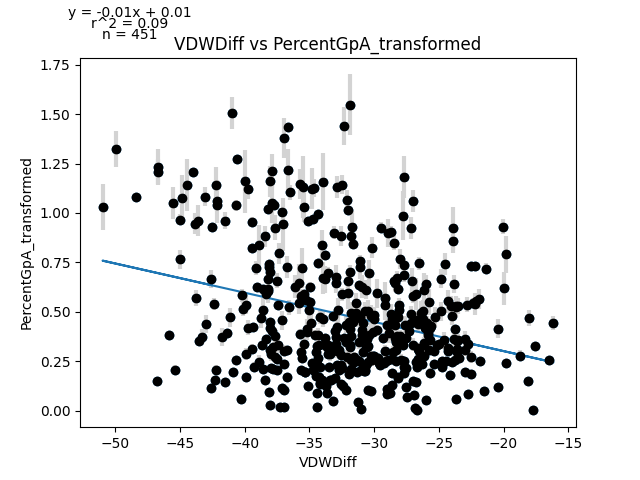 y = -0.01x + 0.01
r^2 = 0.09
n = 451
VDWDiff vs PercentGpA_transformed
PercentGpA_transformed
1.75
1.50
1.25
1.00
0.75
0.50
0.25
0.00
−50 −45 −40 −35 −30 −25 −20 −15
VDWDiff